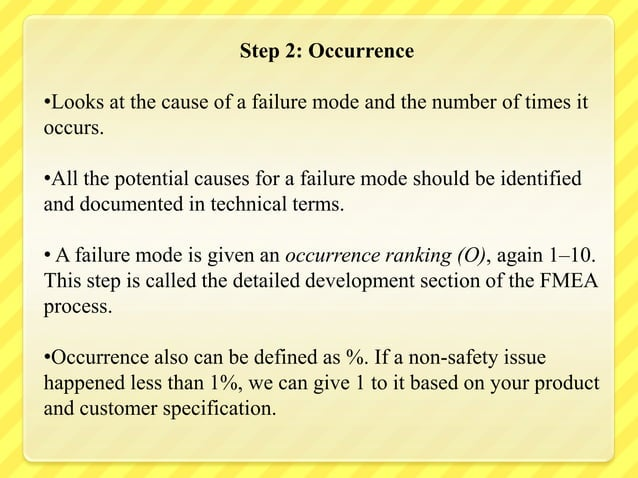 Step 2: Occurrence
•Looks at the cause of a failure mode and the number of times it
occurs.
•All the potential causes for a failure mode should be identified
and documented in technical terms.
• A failure mode is given an occurrence ranking (O), again 1–10.
This step is called the detailed development section of the FMEA
process.
•Occurrence also can be defined as %. If a non-safety issue
happened less than 1%, we can give 1 to it based on your product
and customer specification.